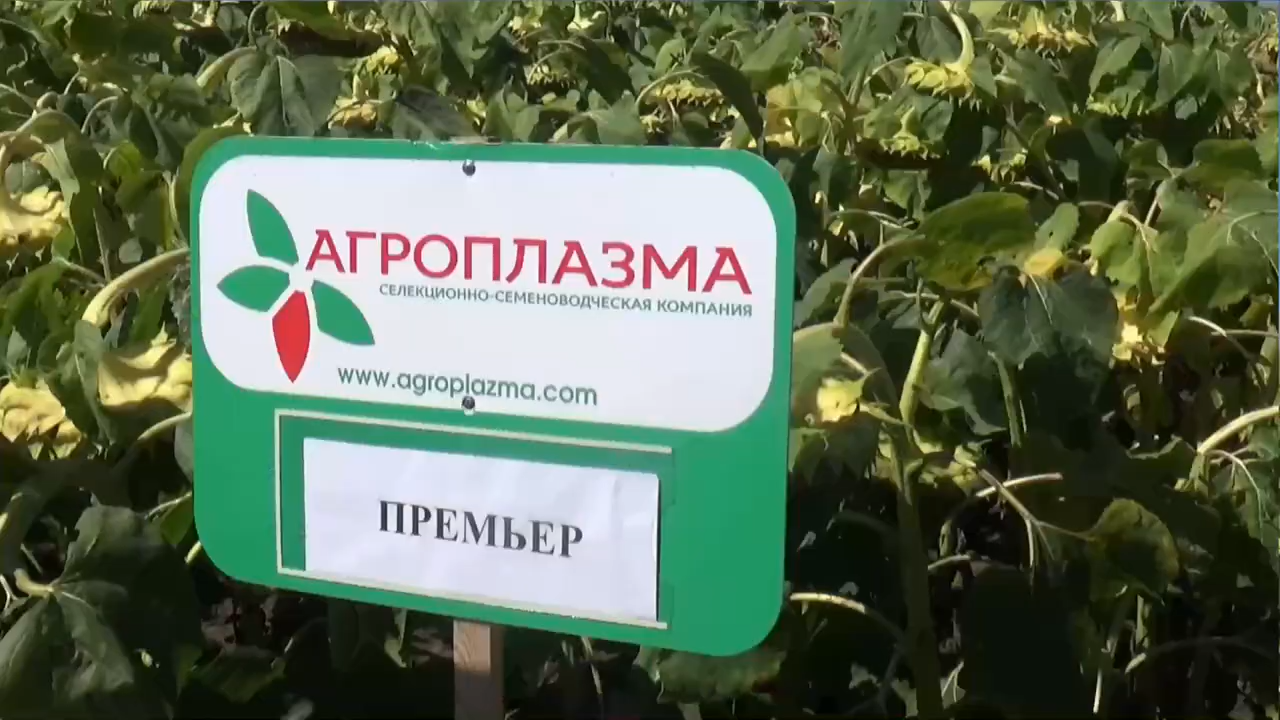 АГРОПЛАЗМА
СЕЛЕКЦИОННО-СЕМЕНОВОДЧЕСКАЯ КОМПАНИЯ
www.agroplazma.com
ПРЕМЬЕР